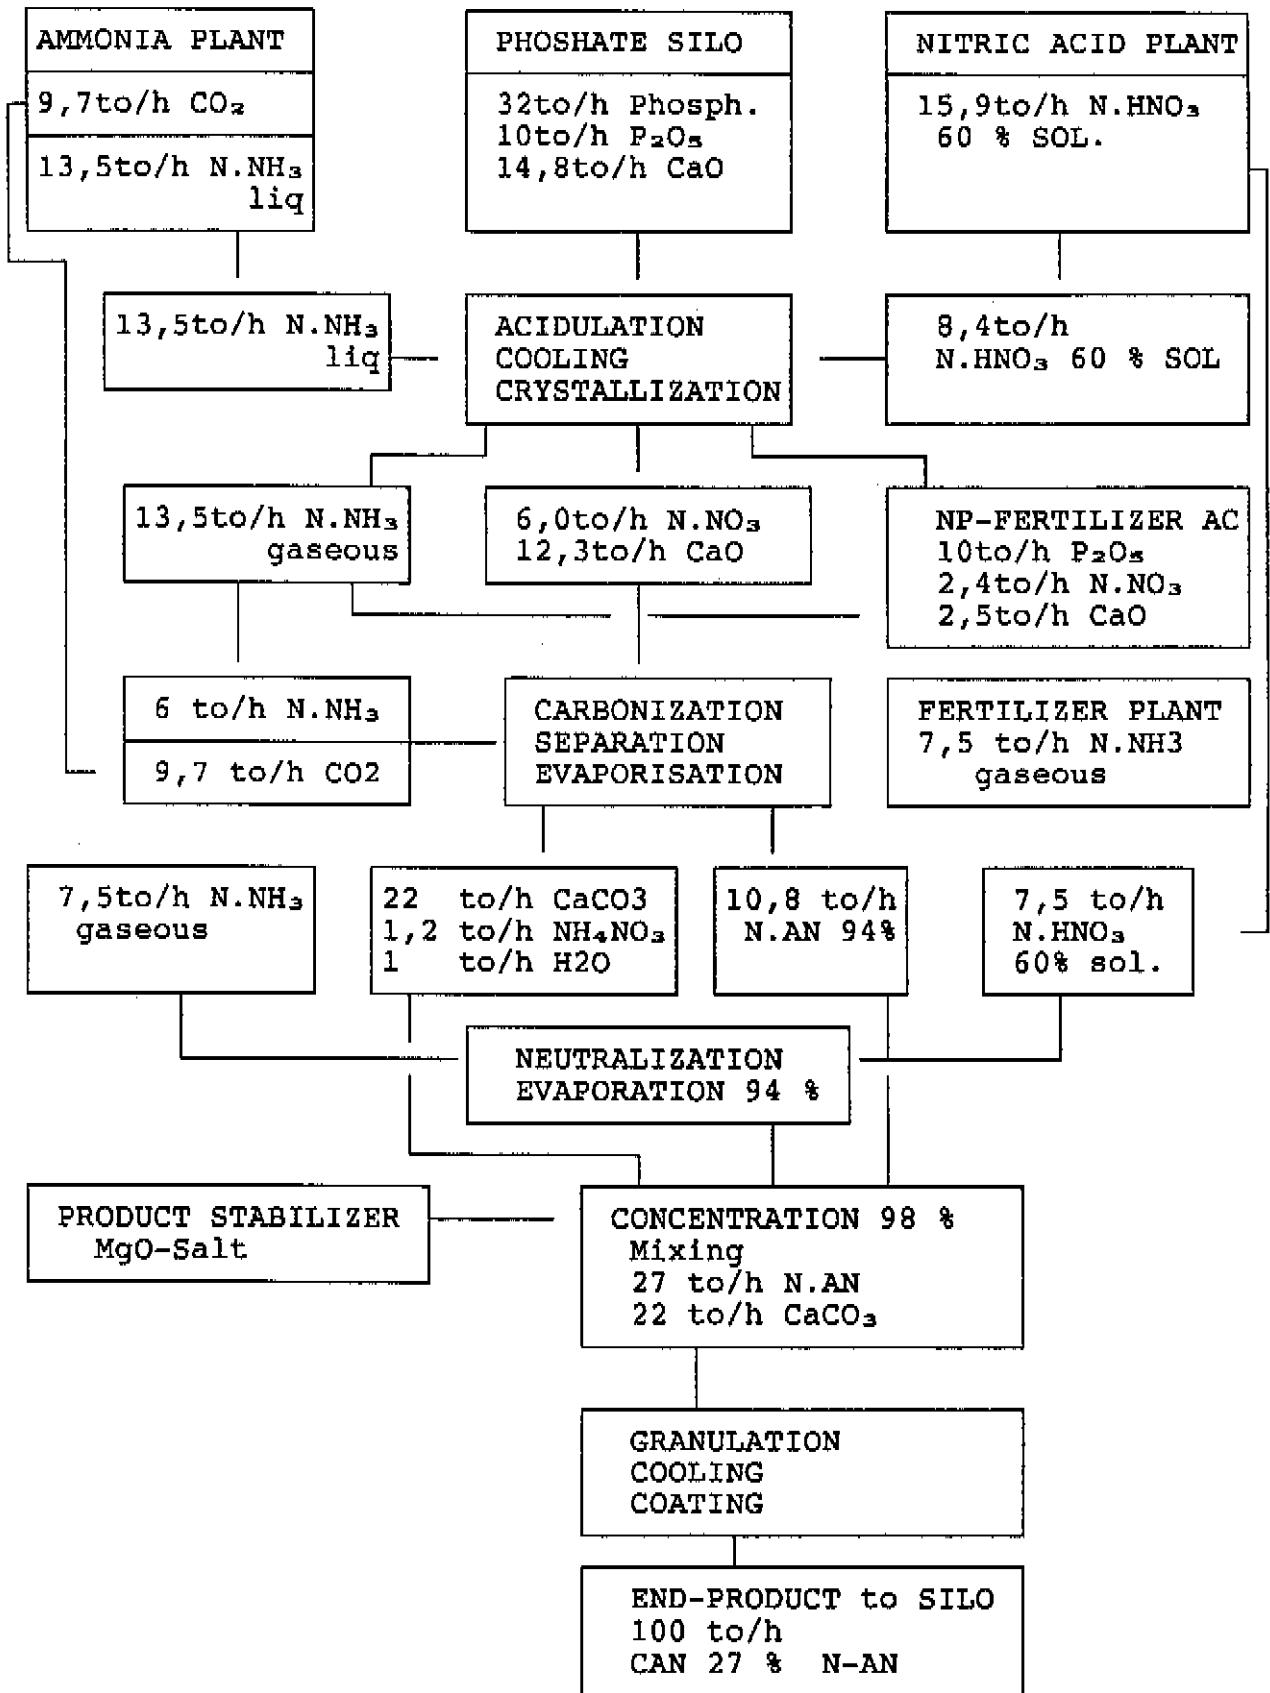 AMMONIA PLANT
9,7to/h CO₂
13,5to/h N.NH₃
liq
PHOSHATE SILO
32to/h Phosph.
10to/h P₂O₅
14,8to/h CaO
NITRIC ACID PLANT
15,9to/h N.HNO₃
60 % SOL.
13,5to/h N.NH₃
liq
ACIDULATION
COOLING
CRYSTALLIZATION
8,4to/h
N.HNO₃ 60 % SOL
13,5to/h N.NH₃
gaseous
6,0to/h N.NO₃
12,3to/h CaO
NP-FERTILIZER AC
10to/h P₂O₅
2,4to/h N.NO₃
2,5to/h CaO
6 to/h N.NH₃
9,7 to/h CO2
CARBONIZATION
SEPARATION
EVAPORISATION
FERTILIZER PLANT
7,5 to/h N.NH3
gaseous
7,5to/h N.NH₃
gaseous
22 to/h CaCO3
1,2 to/h NH₄NO₃
1 to/h H2O
10,8 to/h
N.AN 94%
7,5 to/h
N.HNO₃
60% sol.
NEUTRALIZATION
EVAPORATION 94 %
PRODUCT STABILIZER
MgO-Salt
CONCENTRATION 98 %
Mixing
27 to/h N.AN
22 to/h CaCO₃
GRANULATION
COOLING
COATING
END-PRODUCT to SILO
100 to/h
CAN 27 % N-AN